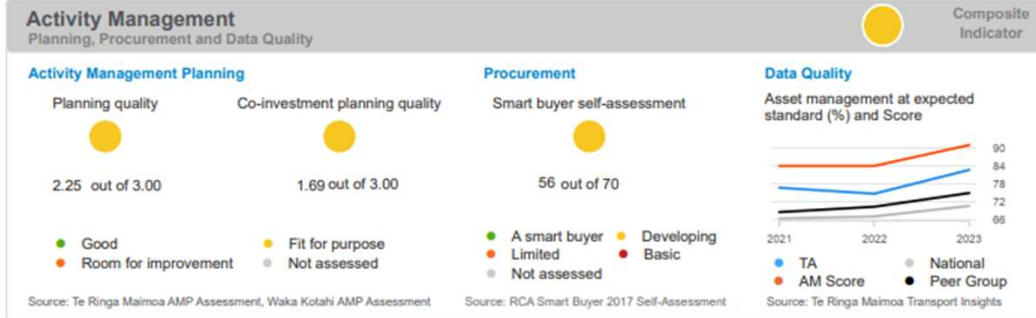 Activity Management
Planning, Procurement and Data Quality
Composite
Indicator
Activity Management Planning
Planning quality
Co-investment planning quality
2.25 out of 3.00
1.69 out of 3.00
Good
Fit for purpose
Room for improvement
Not assessed
Source: Te Ringa Maimoa AMP Assessment, Waka Kotahi AMP Assessment
Procurement
Smart buyer self-assessment
56 out of 70
A smart buyer
Developing
Limited
Basic
Not assessed
Source: RCA Smart Buyer 2017 Self-Assessment
Data Quality
Asset management at expected
standard (%) and Score
90
84
78
72
66
2021
2022
2023
TA
National
AM Score
Peer Group
Source: Te Ringa Maimoa Transport Insights